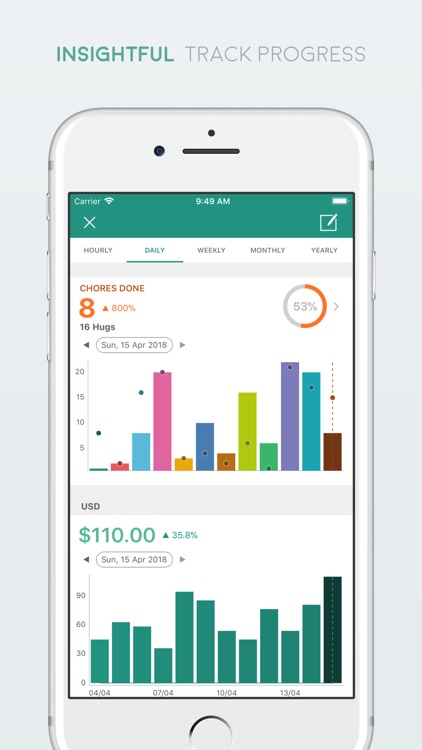 INSIGHTFUL TRACK PROGRESS
Carrier 9:49 AM
HOURLY DAILY WEEKLY MONTHLY YEARLY
CHORES DONE
8 ▲ 800% 53%
16 Hugs
◀ Sun, 15 Apr 2018 ▶
20
15
10
5
USD
$110.00 ▲ 35.8%
◀ Sun, 15 Apr 2018 ▶
90
60
30
0
04/04 07/04 10/04 13/04